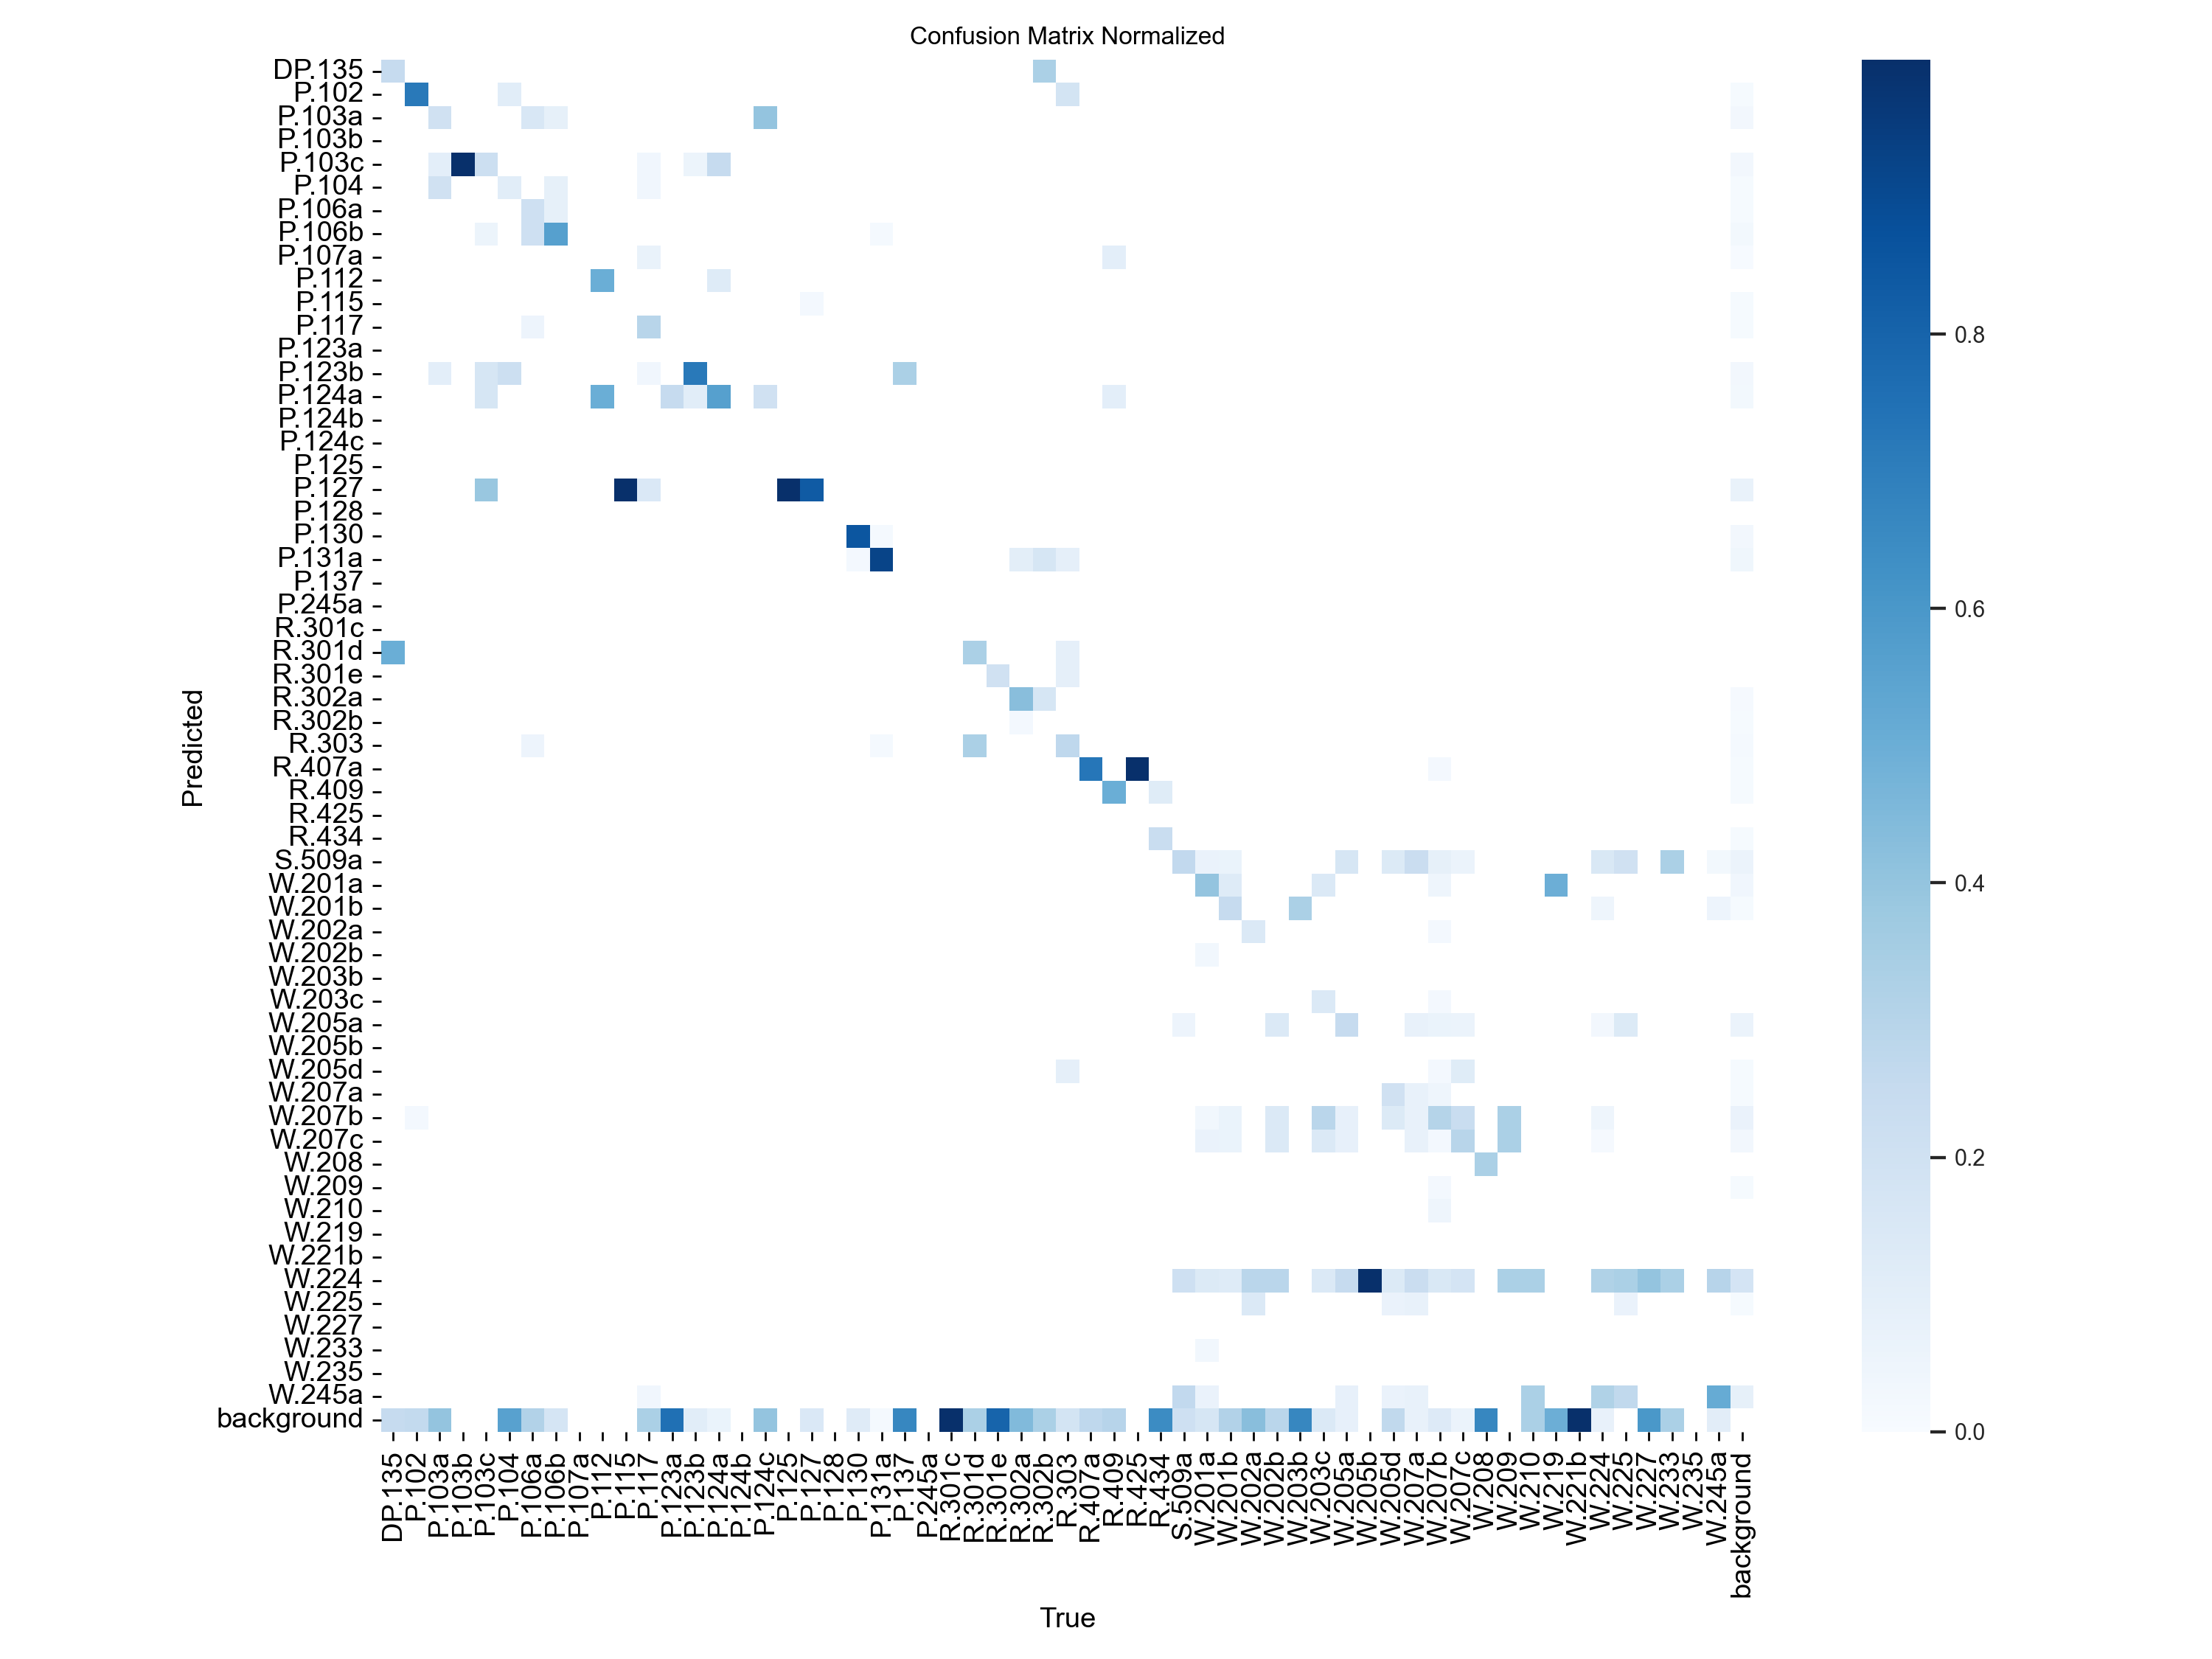 Confusion Matrix Normalized
DP.135
P.102
P.103a
P.103b
P.103c
P.104
P.106a
P.106b
P.107a
P.112
P.115
P.117
P.123a
P.123b
P.124a
P.124b
P.124c
P.125
P.127
P.128
P.130
P.131a
P.137
P.245a
R.301c
R.301d
R.301e
R.302a
R.302b
R.303
R.407a
R.409
R.425
R.434
S.509a
W.201a
W.201b
W.202a
W.202b
W.203b
W.203c
W.205a
W.205b
W.205d
W.207a
W.207b
W.207c
W.208
W.209
W.210
W.219
W.221b
W.224
W.225
W.227
W.233
W.235
W.245a
background
Predicted
DP.135
P.102
P.103a
P.103b
P.103c
P.104
P.106a
P.106b
P.107a
P.112
P.115
P.117
P.123a
P.123b
P.124a
P.124b
P.124c
P.125
P.127
P.128
P.130
P.131a
P.137
P.245a
R.301c
R.301d
R.301e
R.302a
R.302b
R.303
R.407a
R.409
R.425
R.434
S.509a
W.201a
W.201b
W.202a
W.202b
W.203b
W.203c
W.205a
W.205b
W.205d
W.207a
W.207b
W.207c
W.208
W.209
W.210
W.219
W.221b
W.224
W.225
W.227
W.233
W.235
W.245a
background
True
0.8
0.6
0.4
0.2
0.0